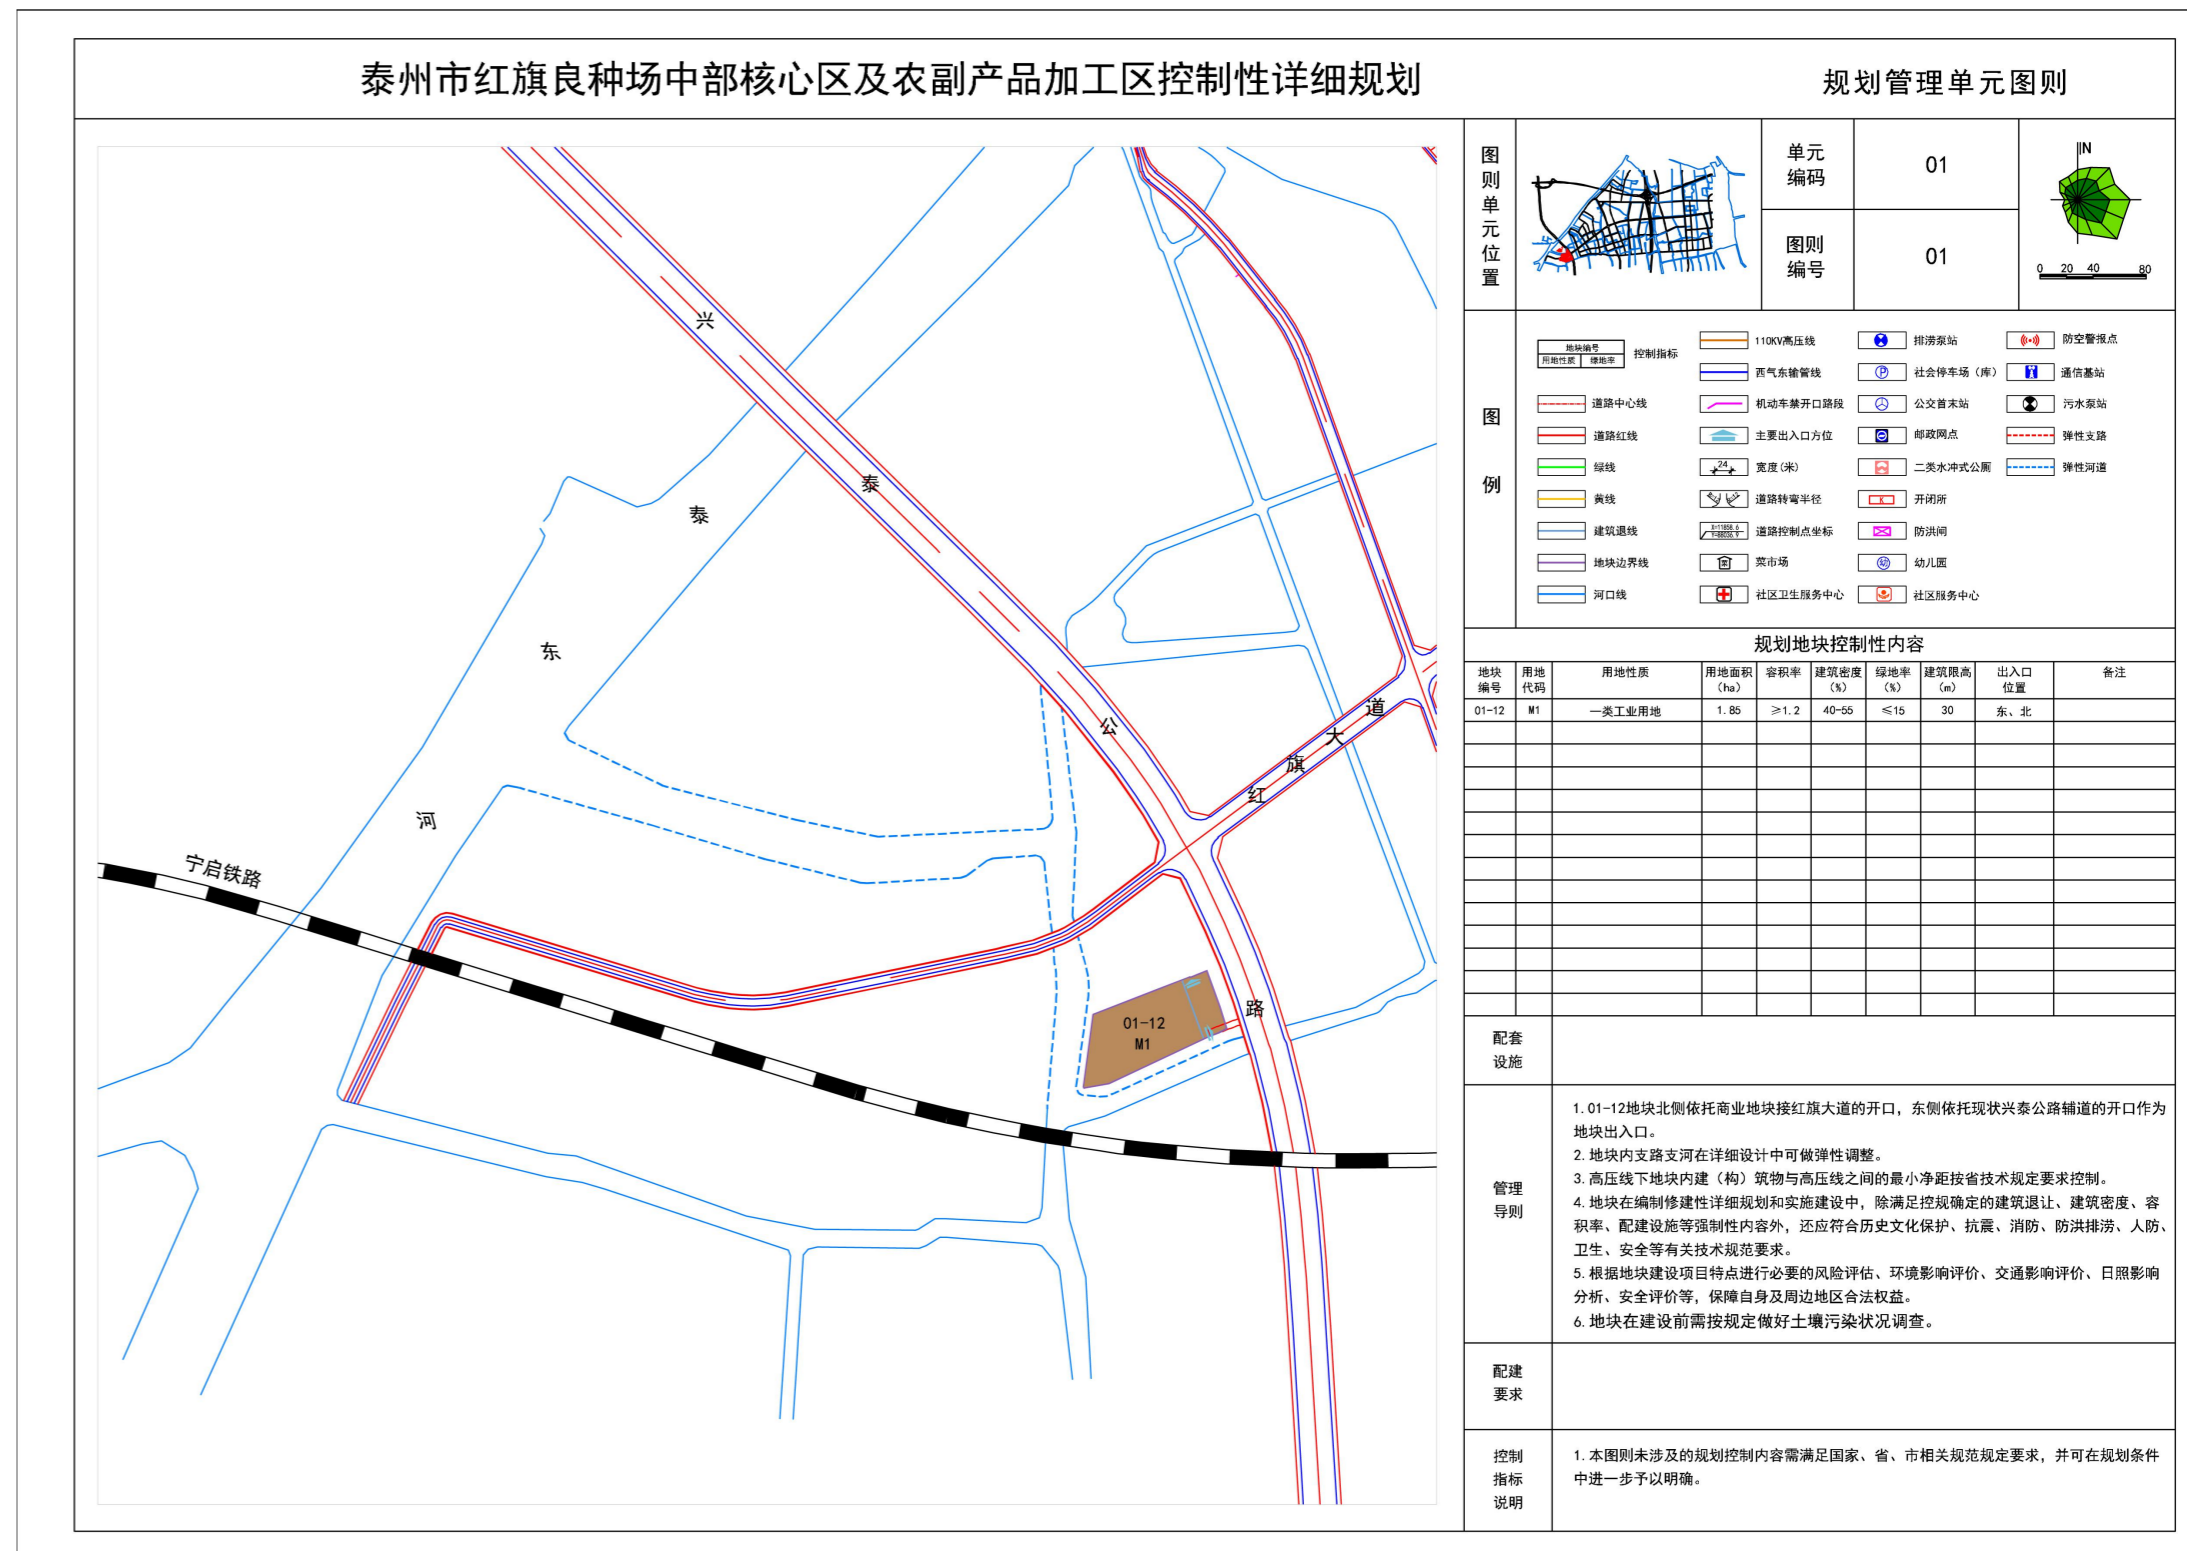 泰州市红旗良种场中部核心区及农副产品加工区控制性详细规划
规划管理单元图则
兴
泰
公
路
泰
东
河
红
旗
大
道
宁启铁路
01-12
M1
图则单元位置
单元编码
01
图则编号
01
N
0 20 40 80
图例
地块编号
用地性质 绿地率
控制指标
道路中心线
道路红线
绿线
黄线
建筑退线
地块边界线
河口线
110KV高压线
西气东输管线
机动车禁开口路段
主要出入口方位
24
宽度(米)
道路转弯半径
X=11858.6
Y=88036.9
道路控制点坐标
菜市场
社区卫生服务中心
排涝泵站
P
社会停车场（库）
公交首末站
邮政网点
二类水冲式公厕
K
开闭所
防洪闸
幼
幼儿园
社区服务中心
防空警报点
通信基站
污水泵站
弹性支路
弹性河道
规划地块控制性内容
地块编号 用地代码 用地性质 用地面积（ha） 容积率 建筑密度（%） 绿地率（%） 建筑限高（m） 出入口位置 备注
01-12 M1 一类工业用地 1.85 ≥1.2 40-55 ≤15 30 东、北
配套设施
管理导则
1.01-12地块北侧依托商业地块接红旗大道的开口，东侧依托现状兴泰公路辅道的开口作为
地块出入口。
2.地块内支路支河在详细设计中可做弹性调整。
3.高压线下地块内建（构）筑物与高压线之间的最小净距按省技术规定要求控制。
4.地块在编制修建性详细规划和实施建设中，除满足控规确定的建筑退让、建筑密度、容
积率、配建设施等强制性内容外，还应符合历史文化保护、抗震、消防、防洪排涝、人防、
卫生、安全等有关技术规范要求。
5.根据地块建设项目特点进行必要的风险评估、环境影响评价、交通影响评价、日照影响
分析、安全评价等，保障自身及周边地区合法权益。
6.地块在建设前需按规定做好土壤污染状况调查。
配建要求
控制指标说明
1.本图则未涉及的规划控制内容需满足国家、省、市相关规范规定要求，并可在规划条件
中进一步予以明确。